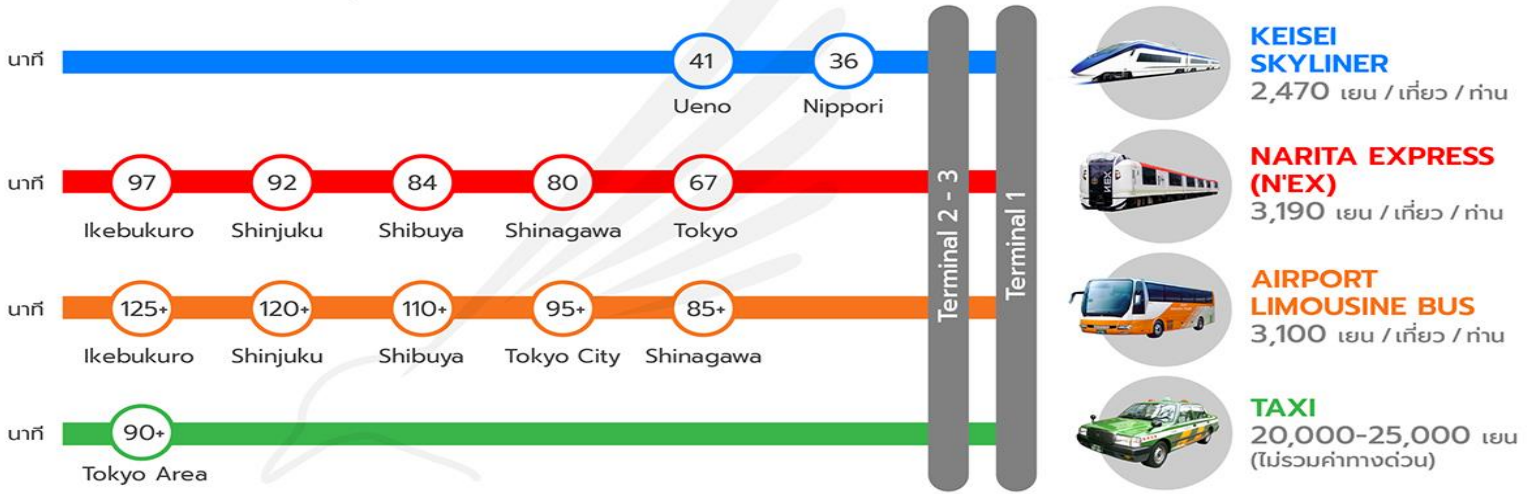 นาที
41
36
Ueno
Nippori
KEISEI
SKYLINER
2,470 เยน / เที่ยว / ท่าน
นาที
97
92
84
80
67
Ikebukuro
Shinjuku
Shibuya
Shinagawa
Tokyo
NARITA EXPRESS
(N'EX)
3,190 เยน / เที่ยว / ท่าน
นาที
125+
120+
110+
95+
85+
Ikebukuro
Shinjuku
Shibuya
Tokyo City
Shinagawa
AIRPORT
LIMOUSINE BUS
3,100 เยน / เที่ยว / ท่าน
นาที
90+
Tokyo Area
TAXI
20,000-25,000 เยน
(ไม่รวมค่าทางด่วน)
Terminal 2 - 3
Terminal 1